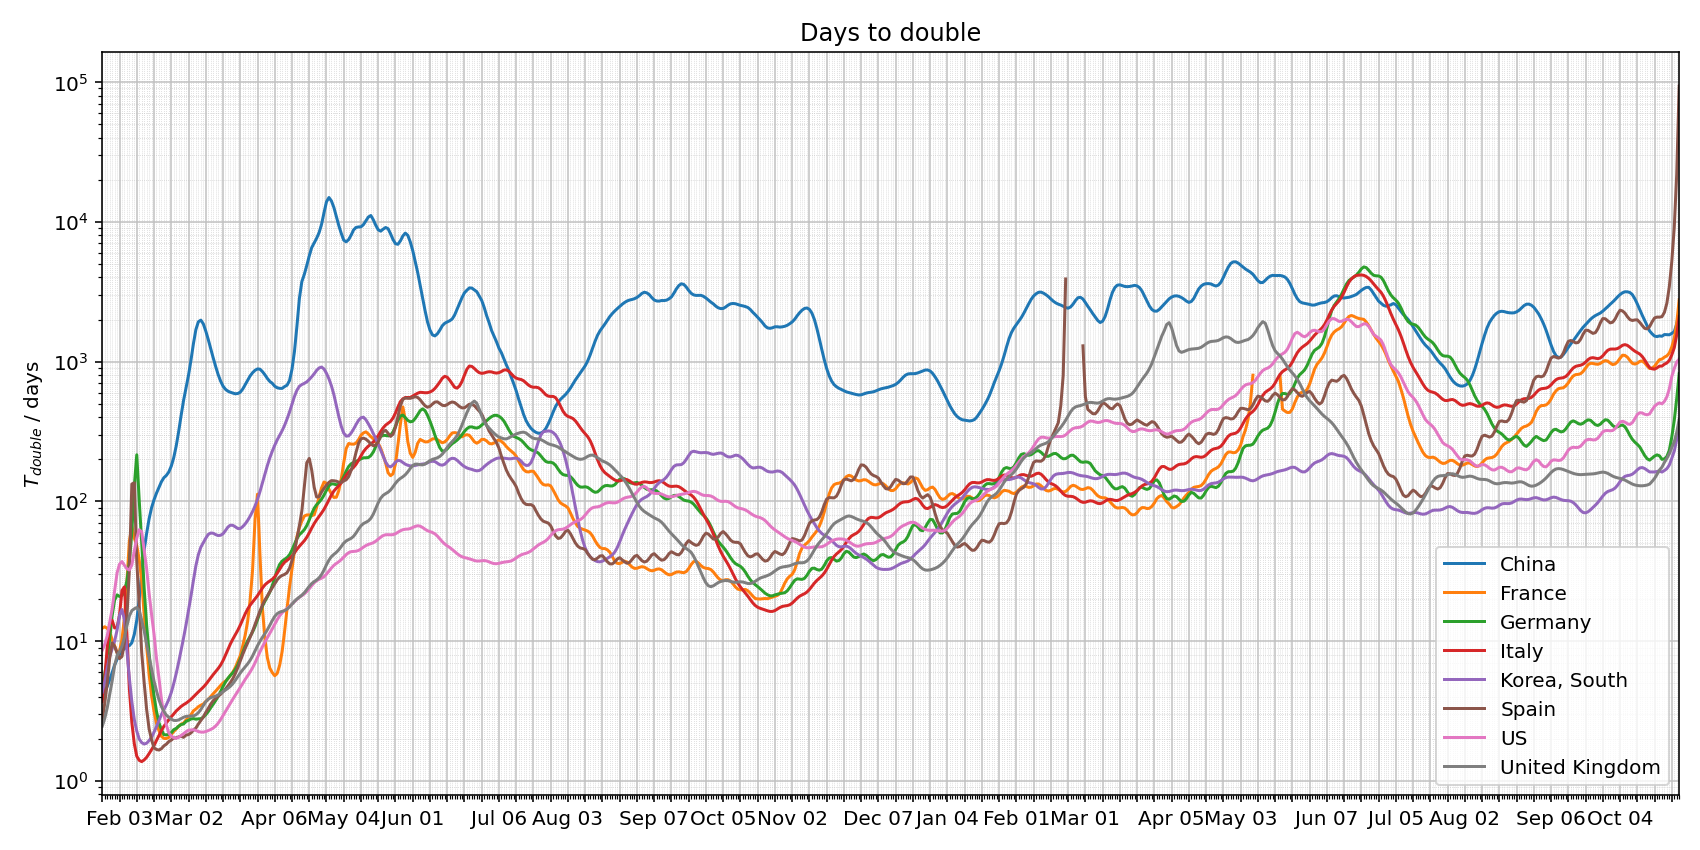 Days to double
T_double / days
10^5
10^4
10^3
10^2
10^1
10^0
China
France
Germany
Italy
Korea, South
Spain
US
United Kingdom
Feb 03 Mar 02 Apr 06 May 04 Jun 01 Jul 06 Aug 03 Sep 07 Oct 05 Nov 02 Dec 07 Jan 04 Feb 01 Mar 01 Apr 05 May 03 Jun 07 Jul 05 Aug 02 Sep 06 Oct 04